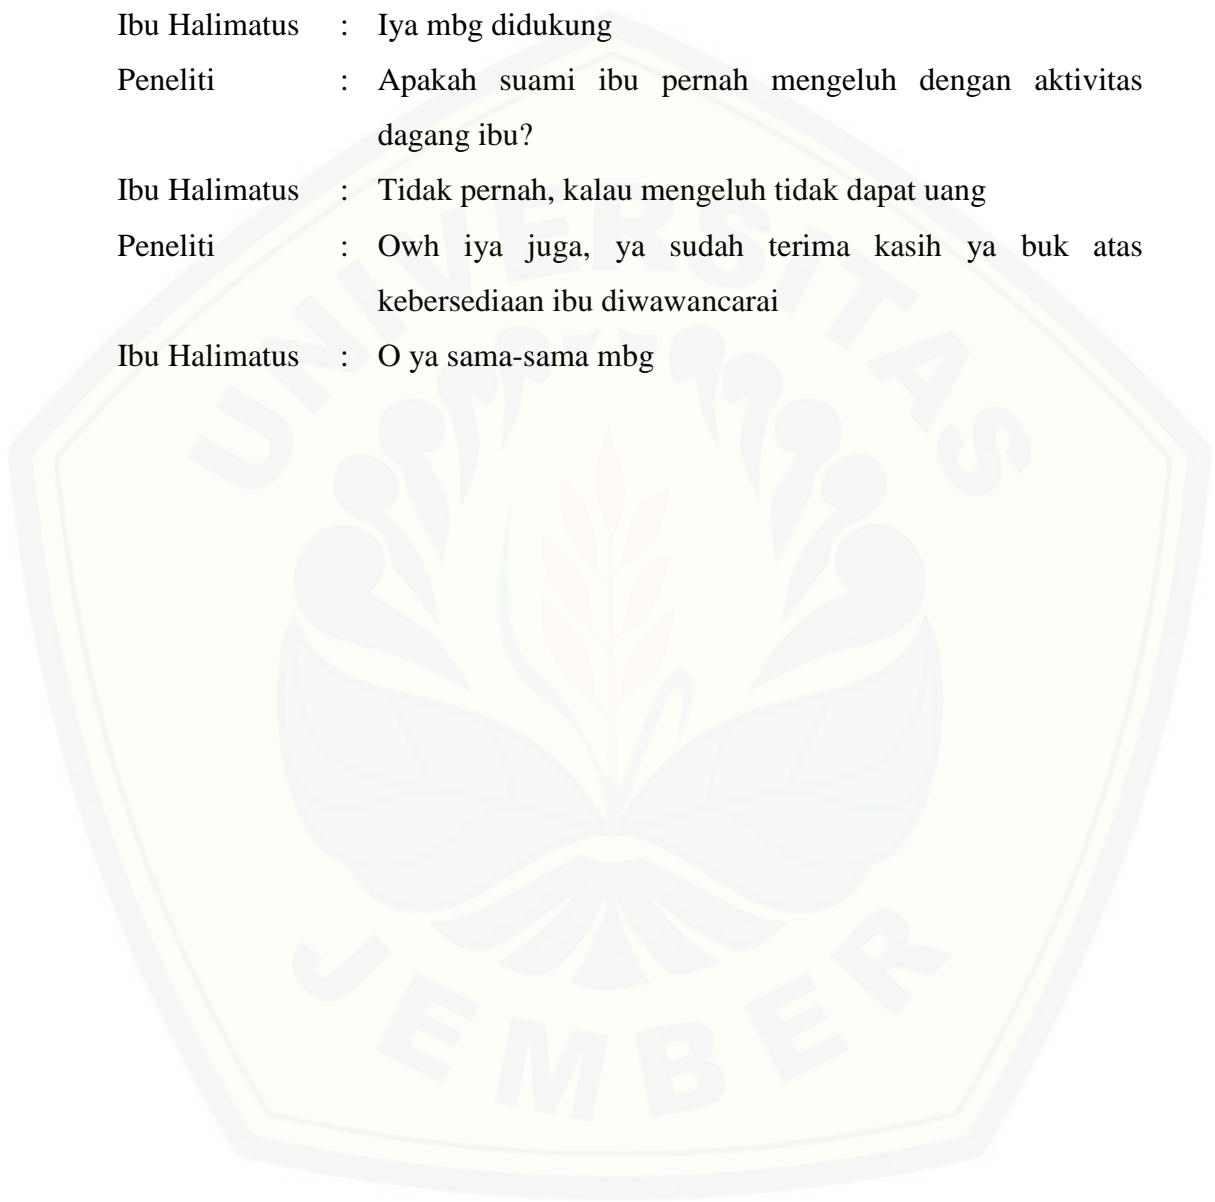 Ibu Halimatus : Iya mbg didukung
Peneliti : Apakah suami ibu pernah mengeluh dengan aktivitas
dagang ibu?
Ibu Halimatus : Tidak pernah, kalau mengeluh tidak dapat uang
Peneliti : Owh iya juga, ya sudah terima kasih ya buk atas
kebersediaan ibu diwawancarai
Ibu Halimatus : O ya sama-sama mbg
UNIVERSITAS
JEMBER